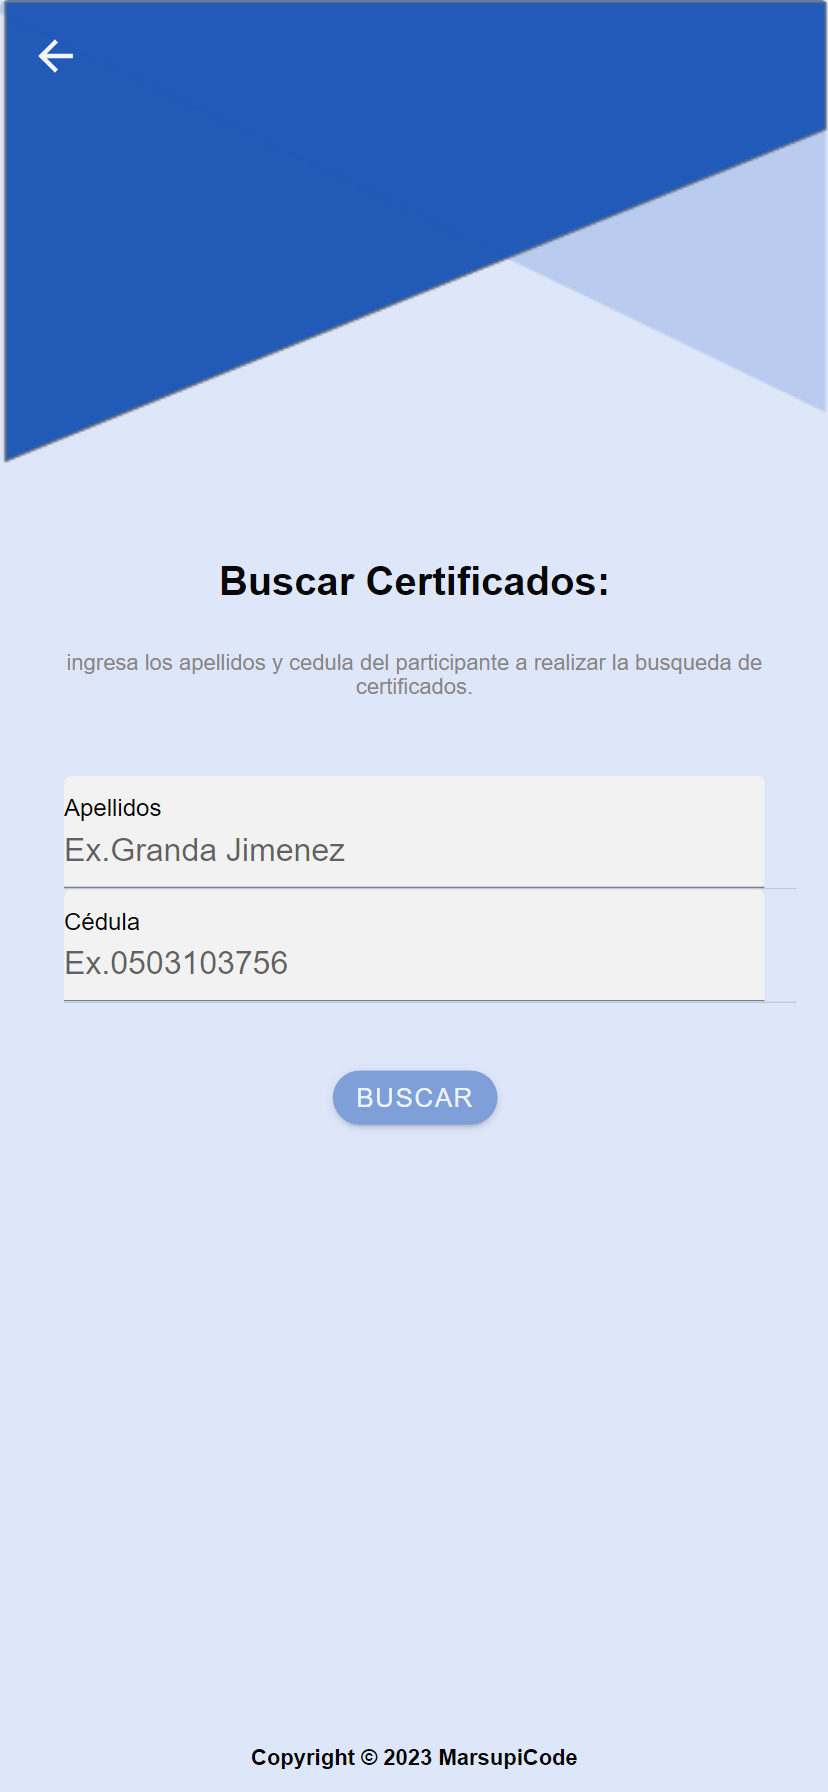 Buscar Certificados:
ingresa los apellidos y cedula del participante a realizar la busqueda de
certificados.
Apellidos
Ex.Granda Jimenez
Cédula
Ex.0503103756
BUSCAR
Copyright © 2023 MarsupiCode